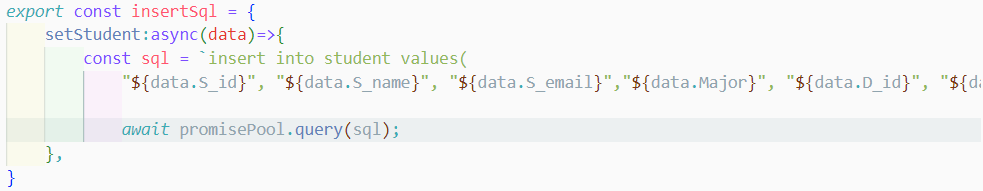 export const insertSql = {
    setStudent:async(data)=>{
        const sql = `insert into student values(
            "${data.S_id}", "${data.S_name}", "${data.S_email}","${data.Major}", "${data.D_id}", "${da
            await promisePool.query(sql);
    },
}